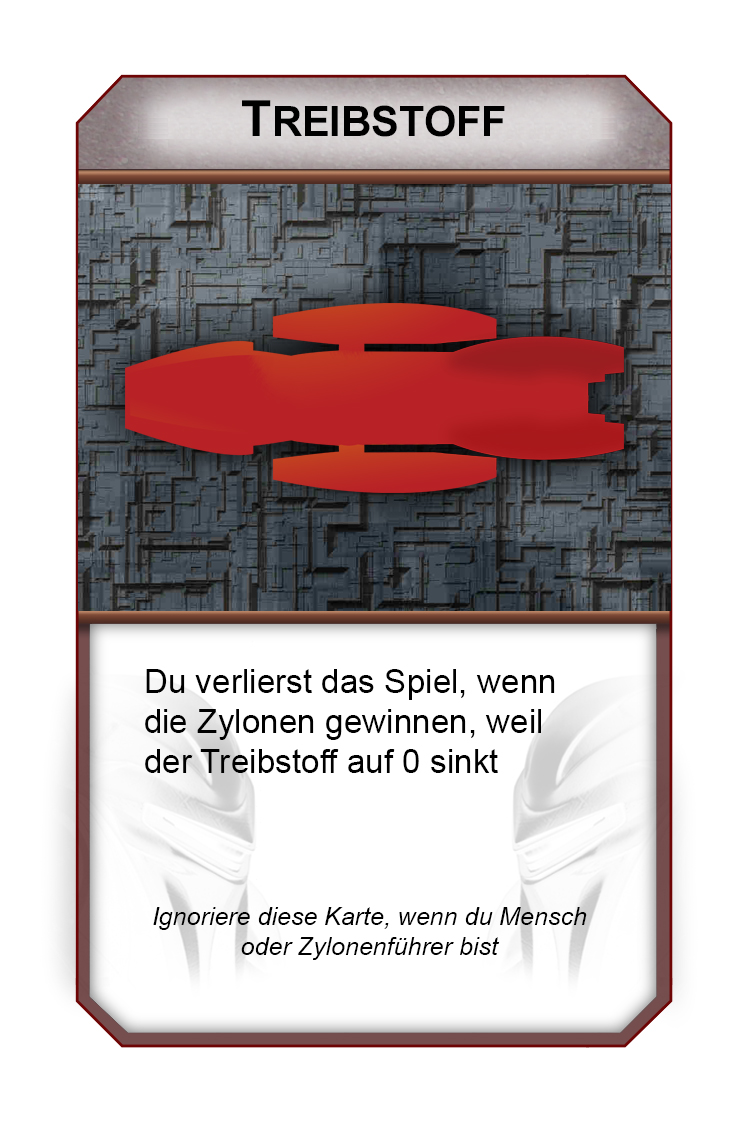 TREIBSTOFF
Du verlierst das Spiel, wenn
die Zylonen gewinnen, weil
der Treibstoff auf 0 sinkt
Ignoriere diese Karte, wenn du Mensch
oder Zylonenführer bist